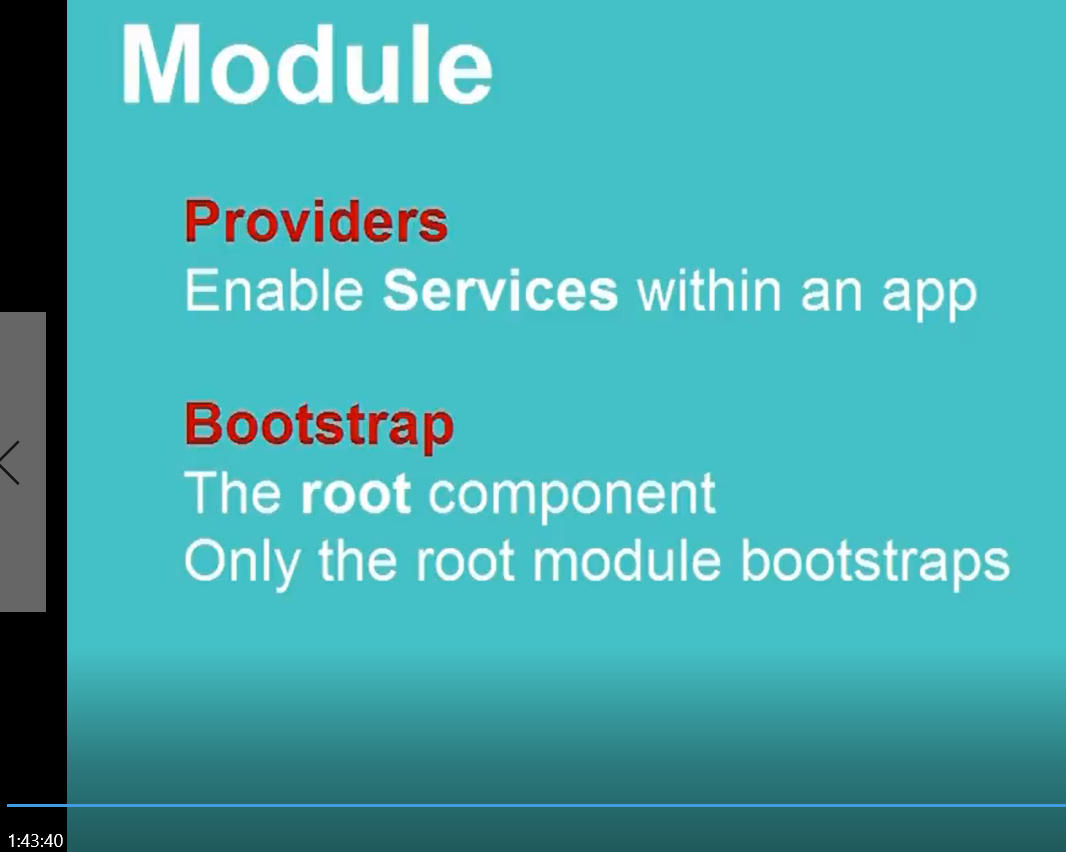 Module
Providers
Enable Services within an app
Bootstrap
The root component
Only the root module bootstraps
1:43:40